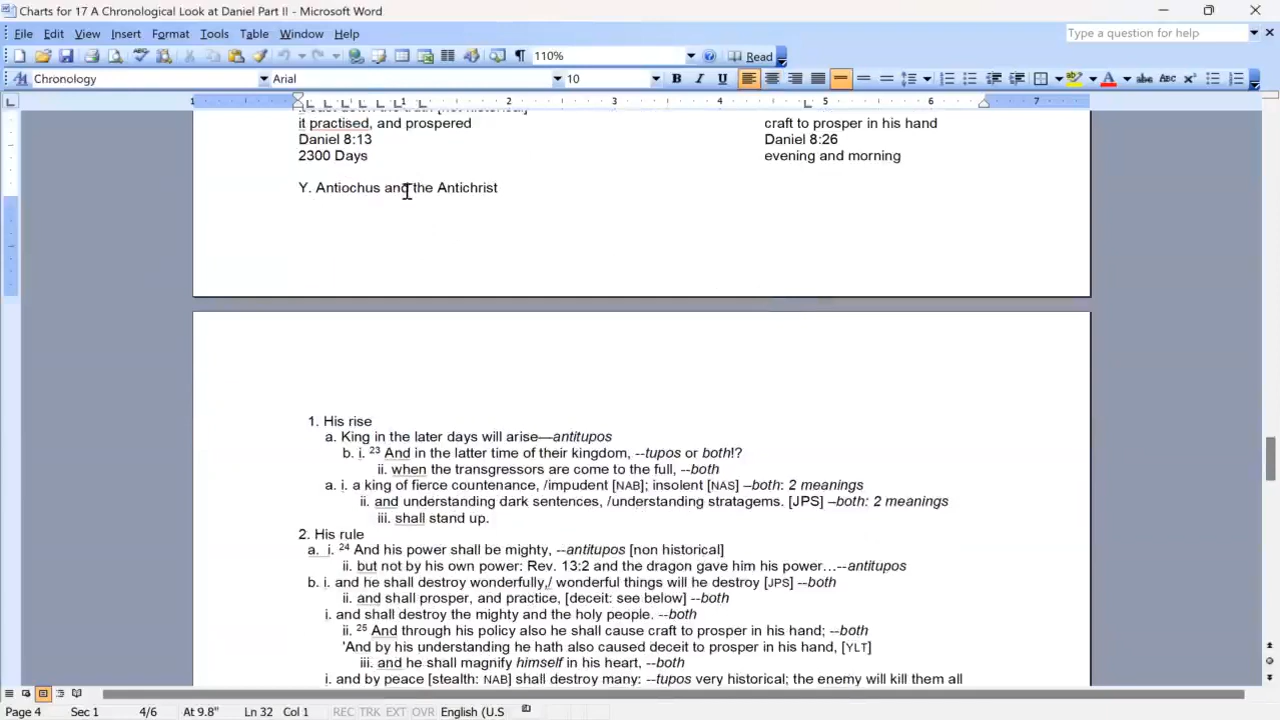 Charts for 17 A Chronological Look at Daniel Part II - Microsoft Word
File Edit View Insert Format Tools Table Window Help
Type a question for help
110%
Read
Chronology
Arial
10
B I U
1 1 2 3 4 5 6 7
it practised, and prospered
craft to prosper in his hand
Daniel 8:13
Daniel 8:26
2300 Days
evening and morning
Y. Antiochus and the Antichrist
1. His rise
a. King in the later days will arise—antitupos
b. i. 23 And in the latter time of their kingdom, --tupos or both!?
ii. when the transgressors are come to the full, --both
a. i. a king of fierce countenance, /impudent [NAB]; insolent [NAS] –both: 2 meanings
ii. and understanding dark sentences, /understanding stratagems. [JPS] –both: 2 meanings
iii. shall stand up.
2. His rule
a. i. 24 And his power shall be mighty, --antitupos [non historical]
ii. but not by his own power: Rev. 13:2 and the dragon gave him his power…--antitupos
b. i. and he shall destroy wonderfully,/ wonderful things will he destroy [JPS] --both
ii. and shall prosper, and practice, [deceit: see below] --both
i. and shall destroy the mighty and the holy people. --both
ii. 25 And through his policy also he shall cause craft to prosper in his hand; --both
'And by his understanding he hath also caused deceit to prosper in his hand, [YLT]
iii. and he shall magnify himself in his heart, --both
i. and by peace [stealth: NAB] shall destroy many: --tupos very historical; the enemy will kill them all
Page 4 Sec 1 4/6 At 9.8" Ln 32 Col 1 REC TRK EXT OVR English (U.S